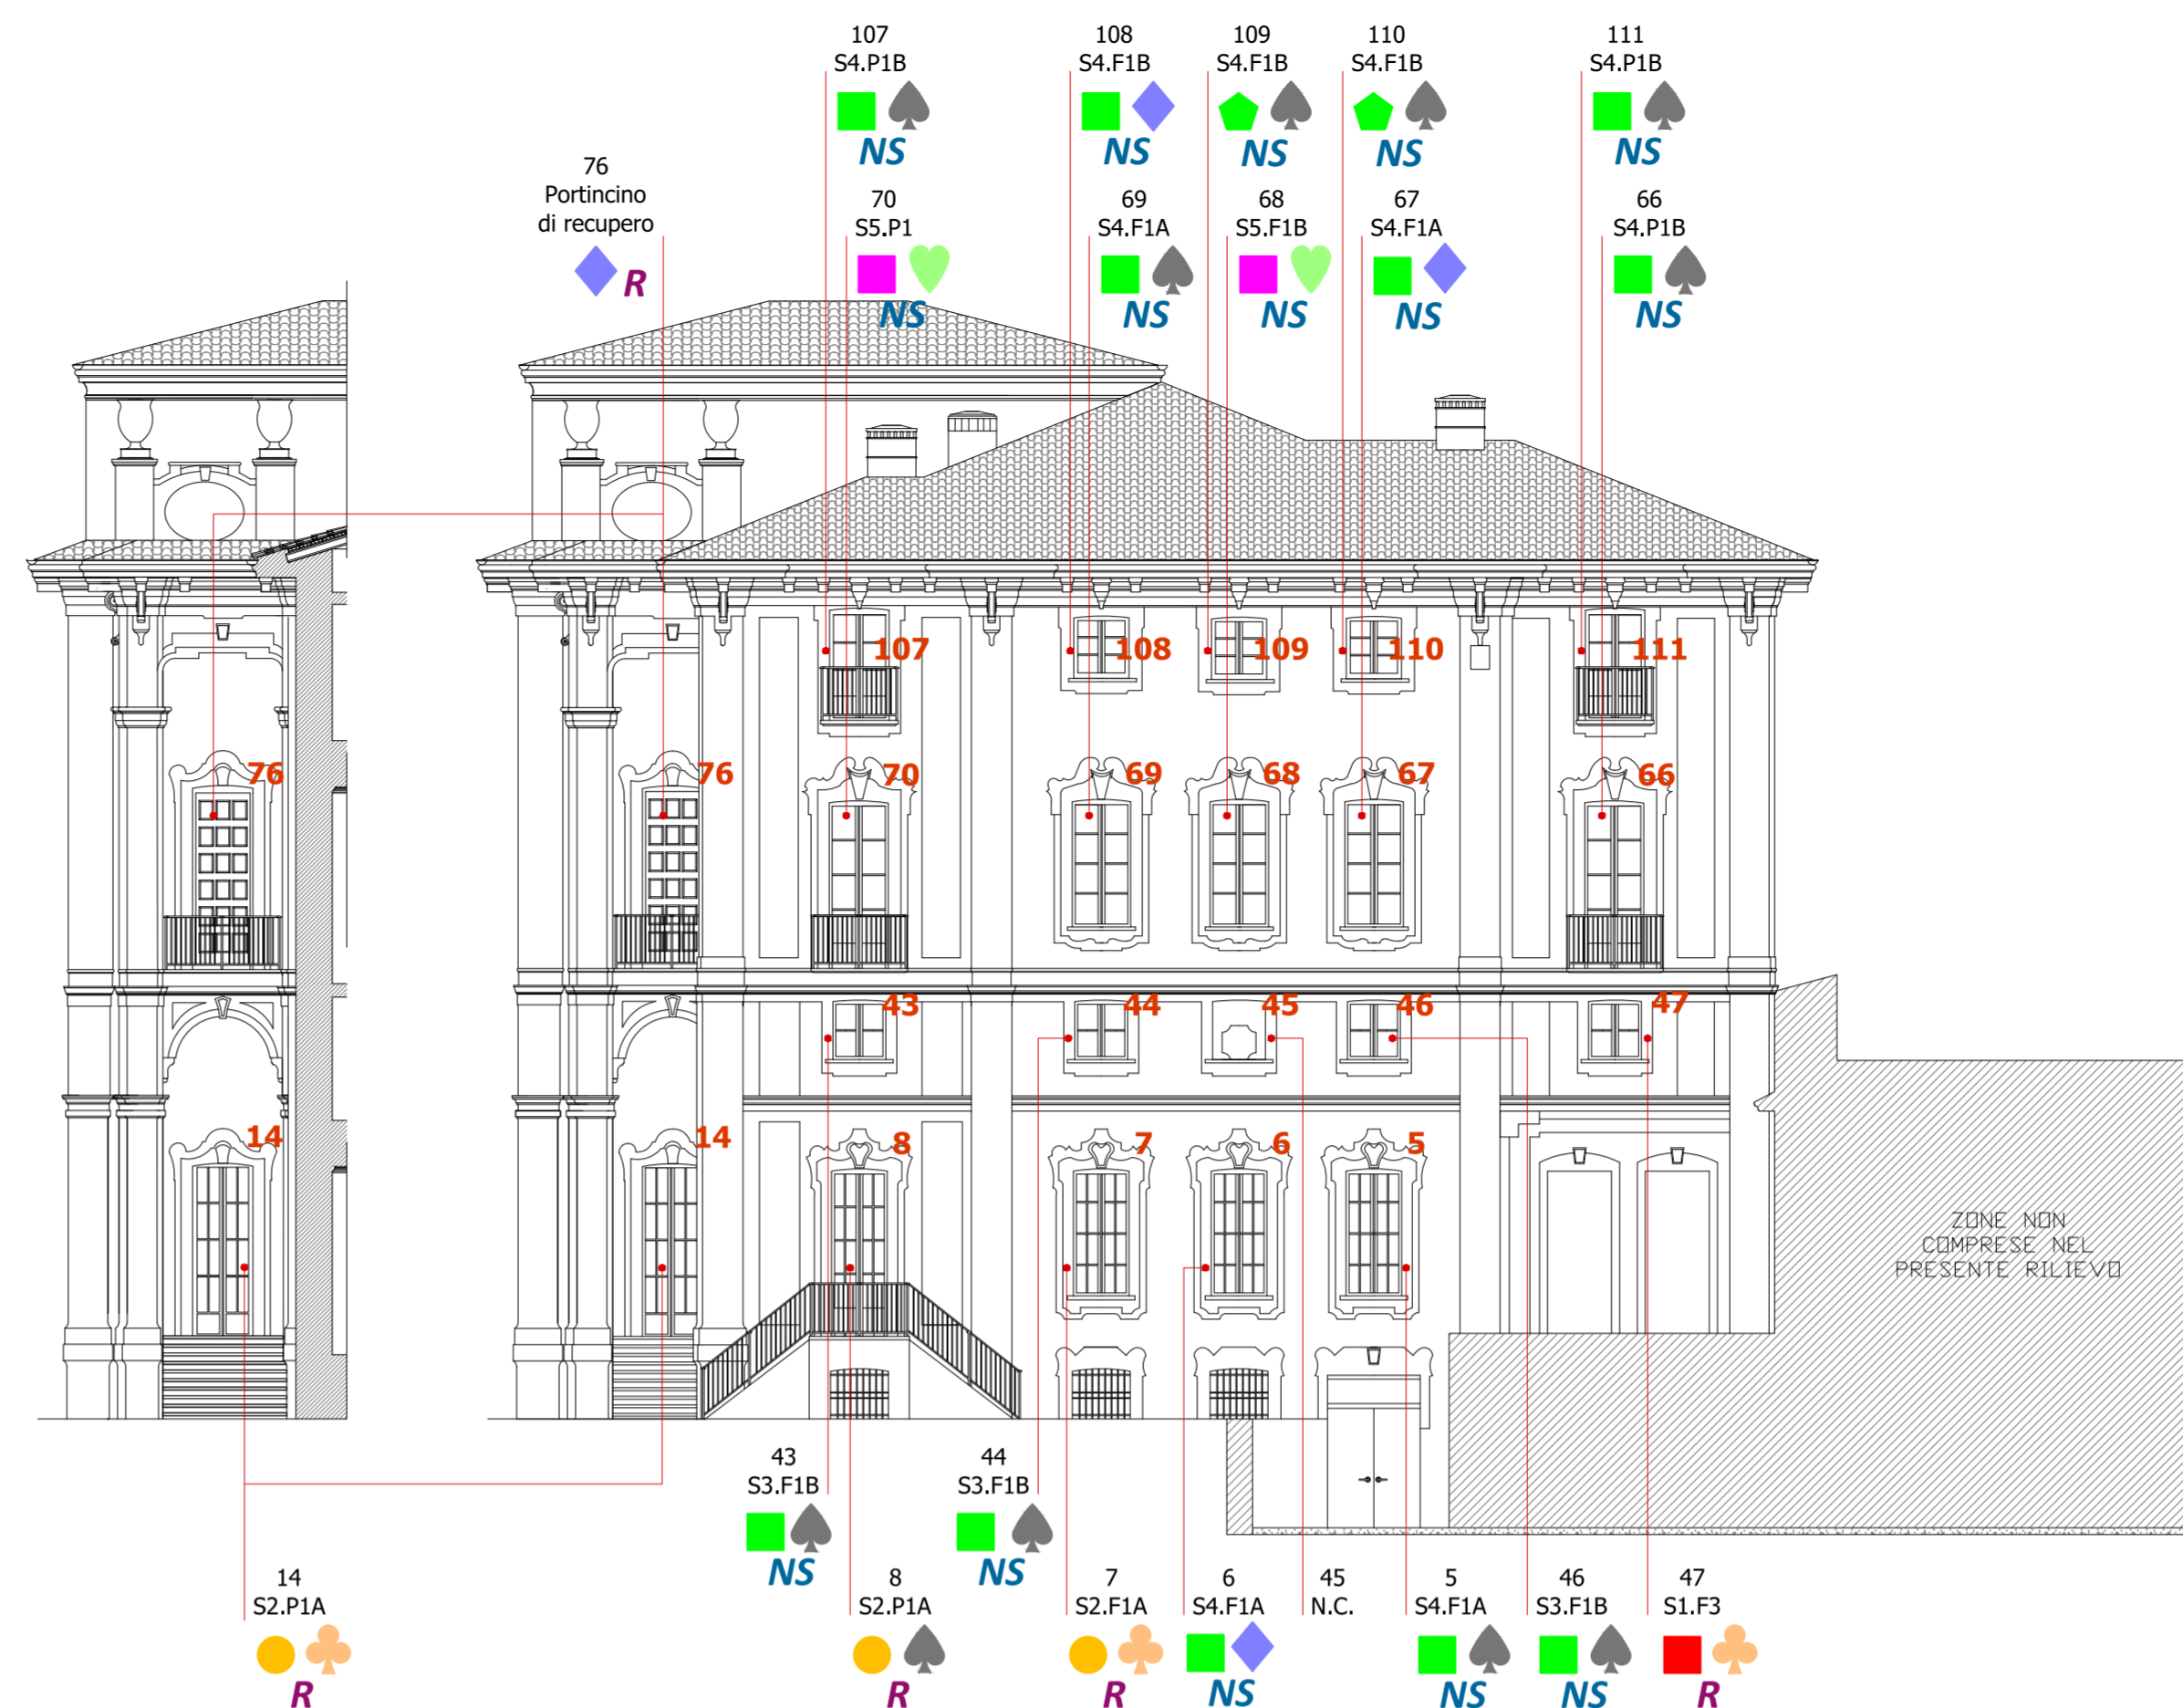 107
S4.P1B
NS
108
S4.F1B
NS
109
S4.F1B
NS
110
S4.F1B
NS
111
S4.P1B
NS
76
Portincino
di recupero
R
70
S5.P1
NS
69
S4.F1A
NS
68
S5.F1B
NS
67
S4.F1A
NS
66
S4.P1B
NS
107
108
109
110
111
76
76
70
69
68
67
66
43
44
45
46
47
14
14
8
7
6
5
ZONE NON
COMPRESE NEL
PRESENTE RILIEVO
43
S3.F1B
NS
44
S3.F1B
NS
14
S2.P1A
R
8
S2.P1A
R
7
S2.F1A
R
6
S4.F1A
NS
45
N.C.
5
S4.F1A
NS
46
S3.F1B
NS
47
S1.F3
R